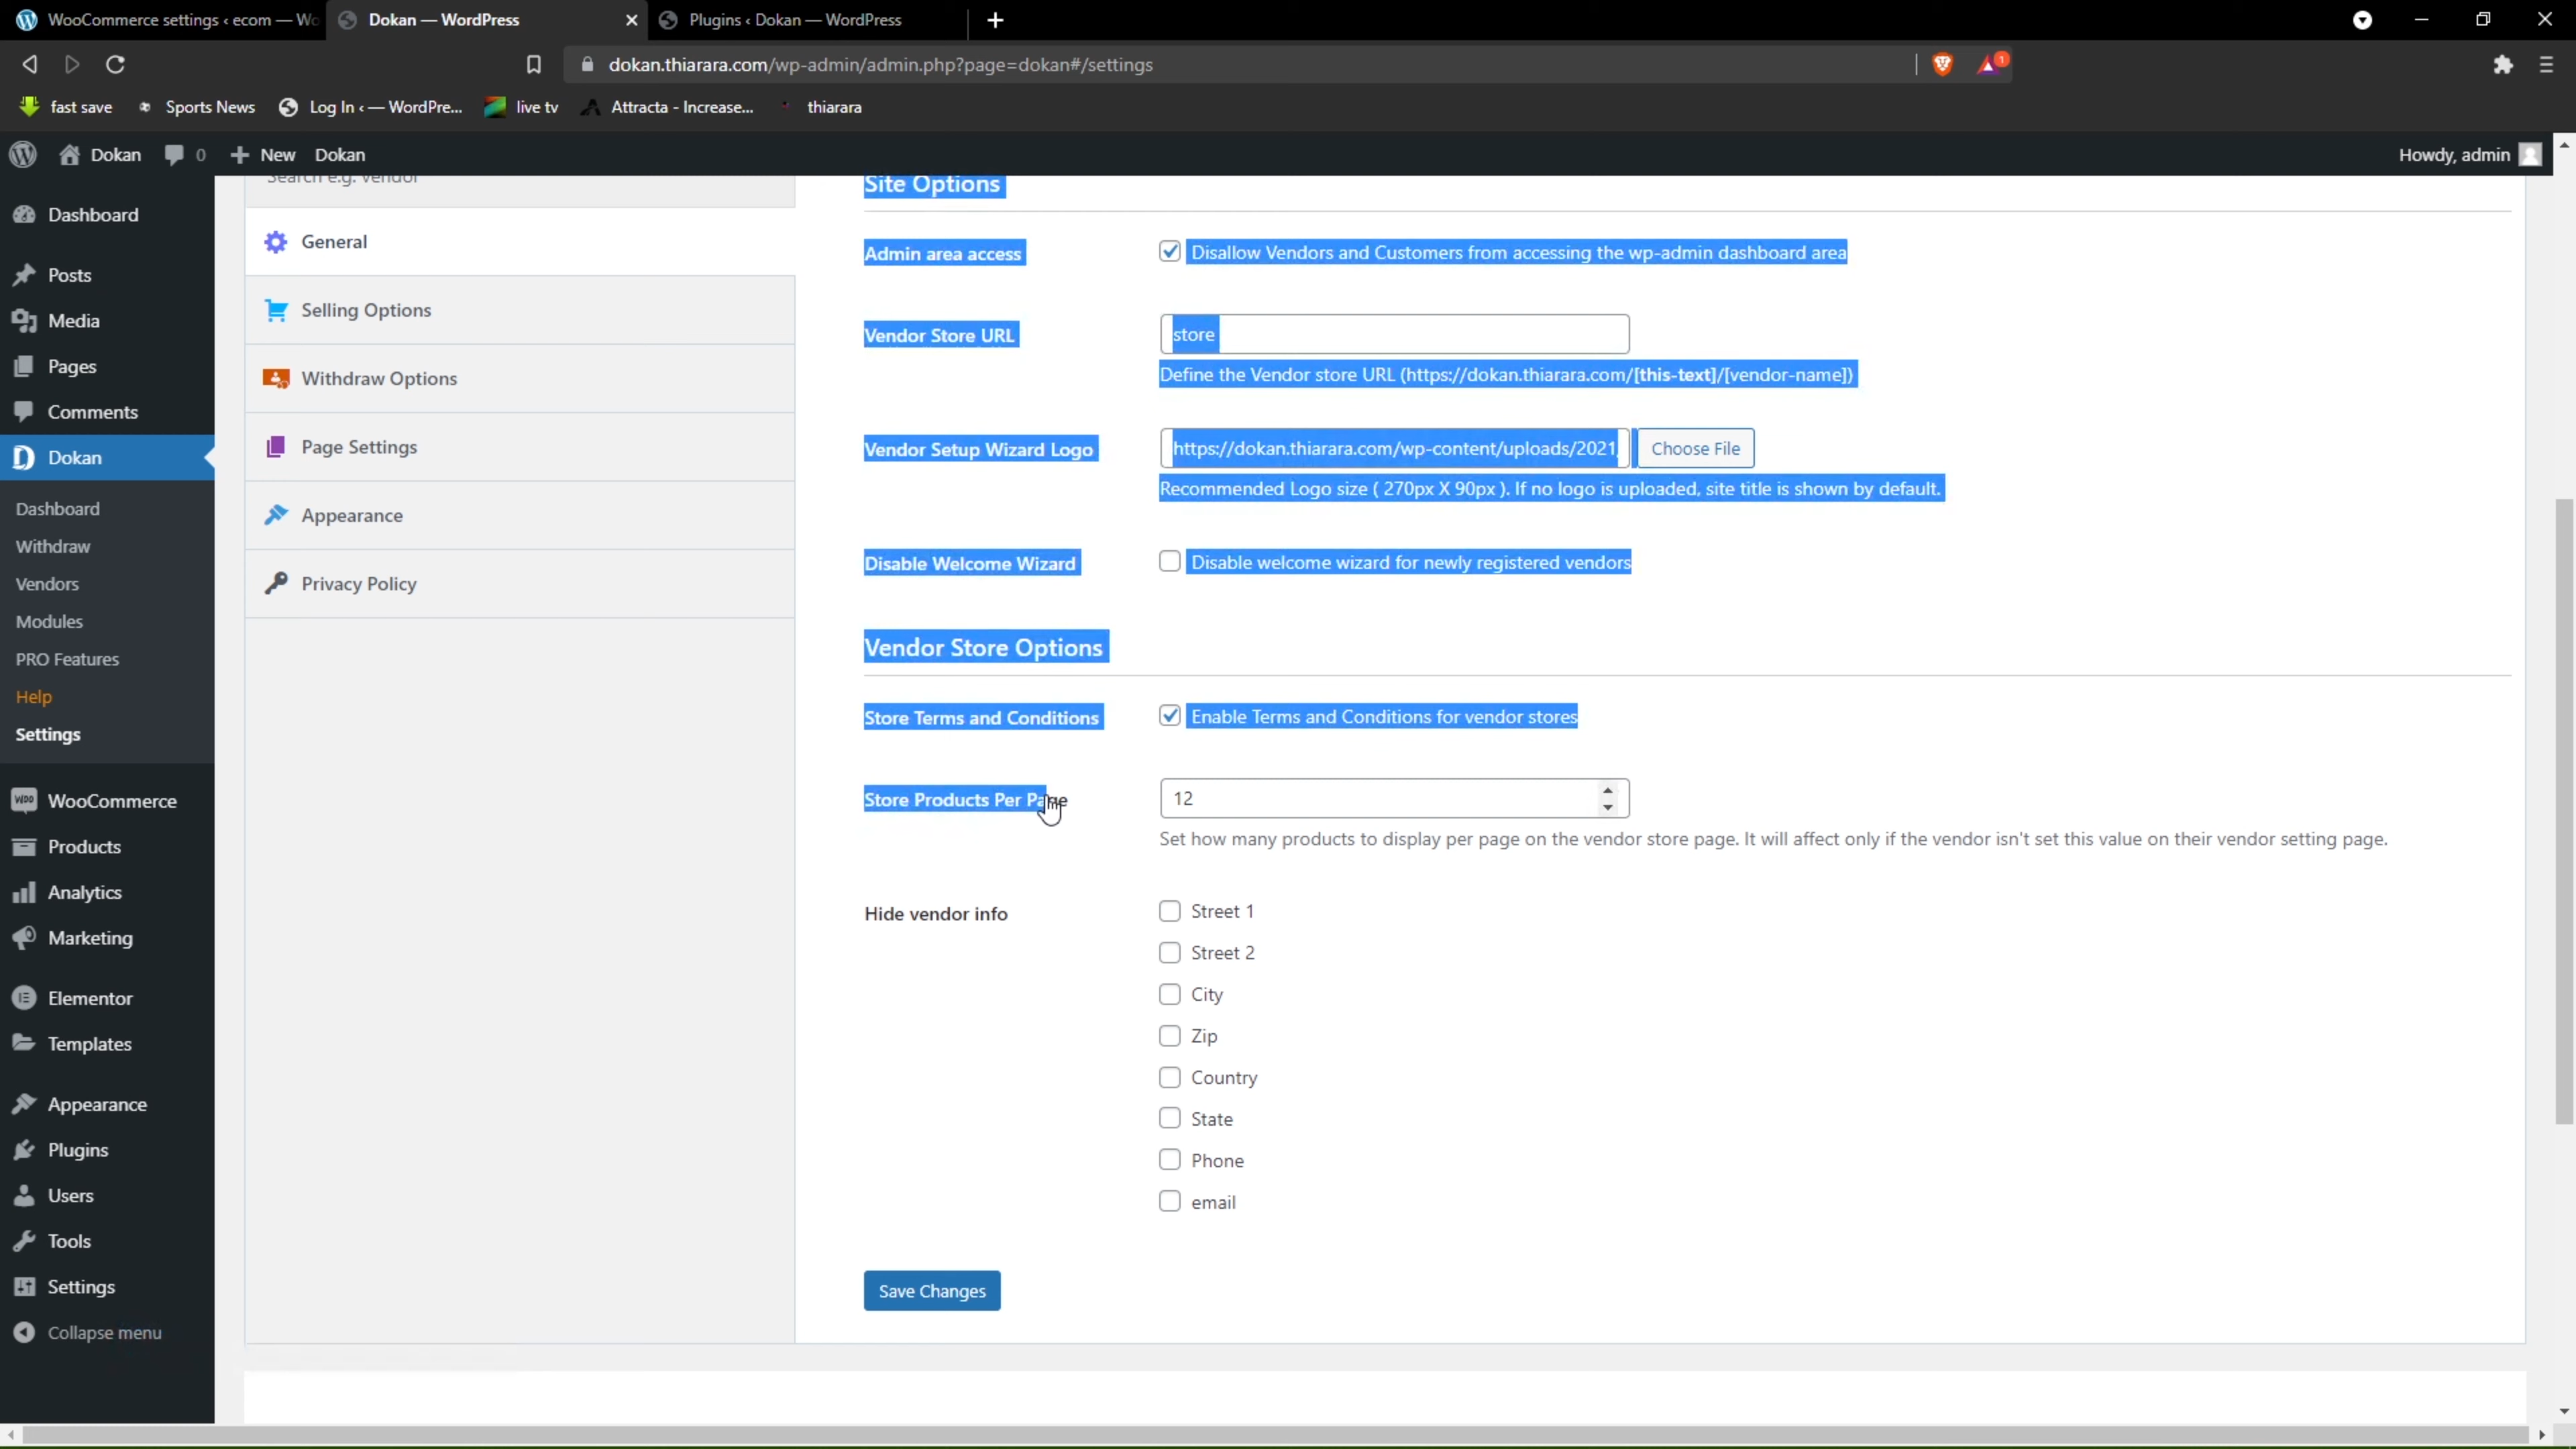 WooCommerce settings ‹ ecom — Wo
Dokan — WordPress
Plugins ‹ Dokan — WordPress
dokan.thiarara.com/wp-admin/admin.php?page=dokan#/settings
1
fast save
Sports News
Log In ‹ — WordPre...
live tv
Attracta - Increase...
thiarara
Dokan
0
New
Dokan
Howdy, admin
Dashboard
Posts
Media
Pages
Comments
Dokan
Dashboard
Withdraw
Vendors
Modules
PRO Features
Help
Settings
WooCommerce
Products
Analytics
Marketing
Elementor
Templates
Appearance
Plugins
Users
Tools
Settings
Collapse menu
Search e.g. vendor
General
Selling Options
Withdraw Options
Page Settings
Appearance
Privacy Policy
Site Options
Admin area access
Disallow Vendors and Customers from accessing the wp-admin dashboard area
Vendor Store URL
store
Define the Vendor store URL (https://dokan.thiarara.com/[this-text]/[vendor-name])
Vendor Setup Wizard Logo
https://dokan.thiarara.com/wp-content/uploads/2021/
Choose File
Recommended Logo size ( 270px X 90px ). If no logo is uploaded, site title is shown by default.
Disable Welcome Wizard
Disable welcome wizard for newly registered vendors
Vendor Store Options
Store Terms and Conditions
Enable Terms and Conditions for vendor stores
Store Products Per Page
12
Set how many products to display per page on the vendor store page. It will affect only if the vendor isn't set this value on their vendor setting page.
Hide vendor info
Street 1
Street 2
City
Zip
Country
State
Phone
email
Save Changes